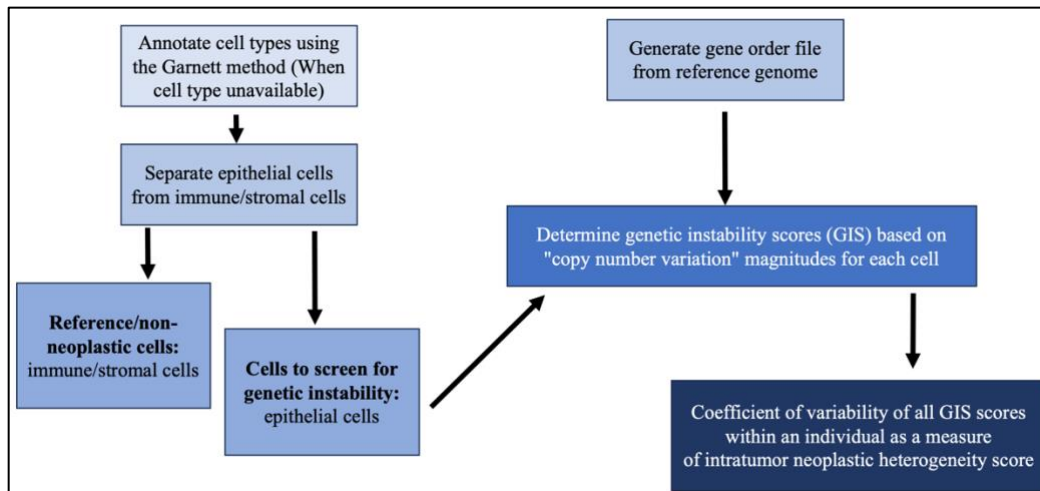 Annotate cell types using
the Garnett method (When
cell type unavailable)
Separate epithelial cells
from immune/stromal cells
Reference/non-
neoplastic cells:
immune/stromal cells
Cells to screen for
genetic instability:
epithelial cells
Generate gene order file
from reference genome
Determine genetic instability scores (GIS) based on
"copy number variation" magnitudes for each cell
Coefficient of variability of all GIS scores
within an individual as a measure
of intratumor neoplastic heterogeneity score